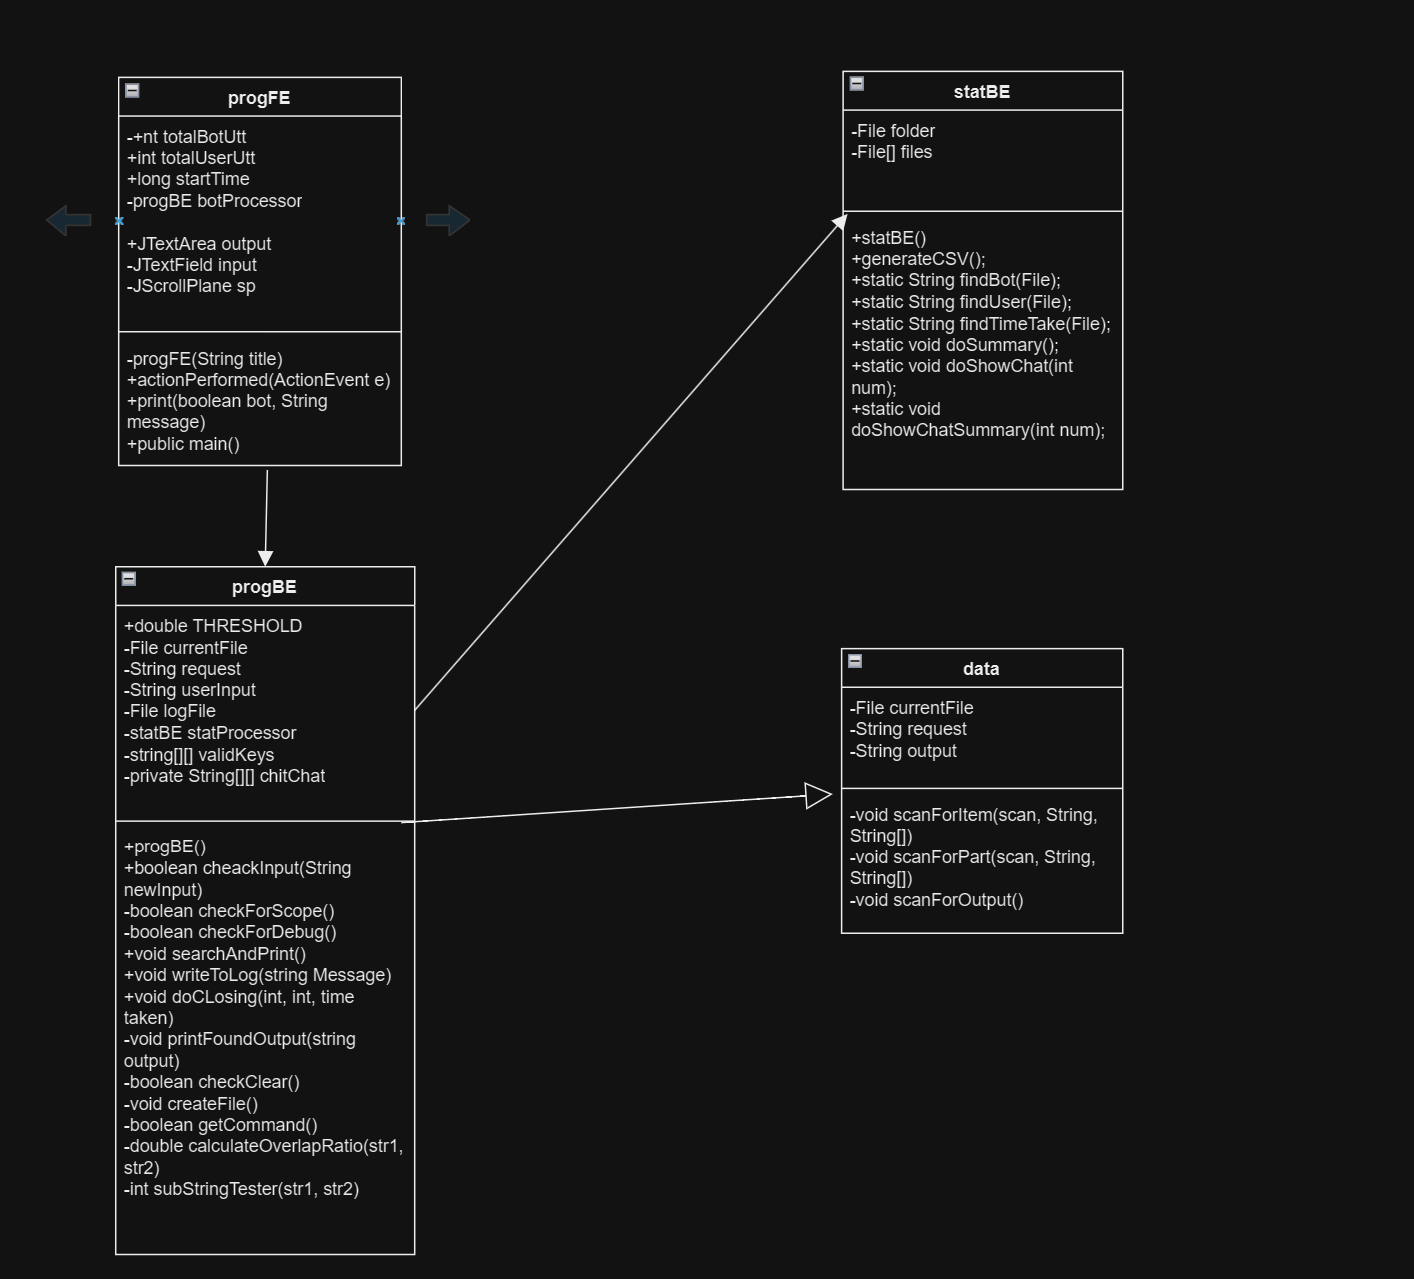 progFE
-+nt totalBotUtt
+int totalUserUtt
+long startTime
-progBE botProcessor
+JTextArea output
-JTextField input
-JScrollPlane sp
-progFE(String title)
+actionPerformed(ActionEvent e)
+print(boolean bot, String
message)
+public main()
statBE
-File folder
-File[] files
+statBE()
+generateCSV();
+static String findBot(File);
+static String findUser(File);
+static String findTimeTake(File);
+static void doSummary();
+static void doShowChat(int
num);
+static void
doShowChatSummary(int num);
progBE
+double THRESHOLD
-File currentFile
-String request
-String userInput
-File logFile
-statBE statProcessor
-string[][] validKeys
-private String[][] chitChat
+progBE()
+boolean cheackInput(String
newInput)
-boolean checkForScope()
-boolean checkForDebug()
+void searchAndPrint()
+void writeToLog(string Message)
+void doCLosing(int, int, time
taken)
-void printFoundOutput(string
output)
-boolean checkClear()
-void createFile()
-boolean getCommand()
-double calculateOverlapRatio(str1,
str2)
-int subStringTester(str1, str2)
data
-File currentFile
-String request
-String output
-void scanForItem(scan, String,
String[])
-void scanForPart(scan, String,
String[])
-void scanForOutput()